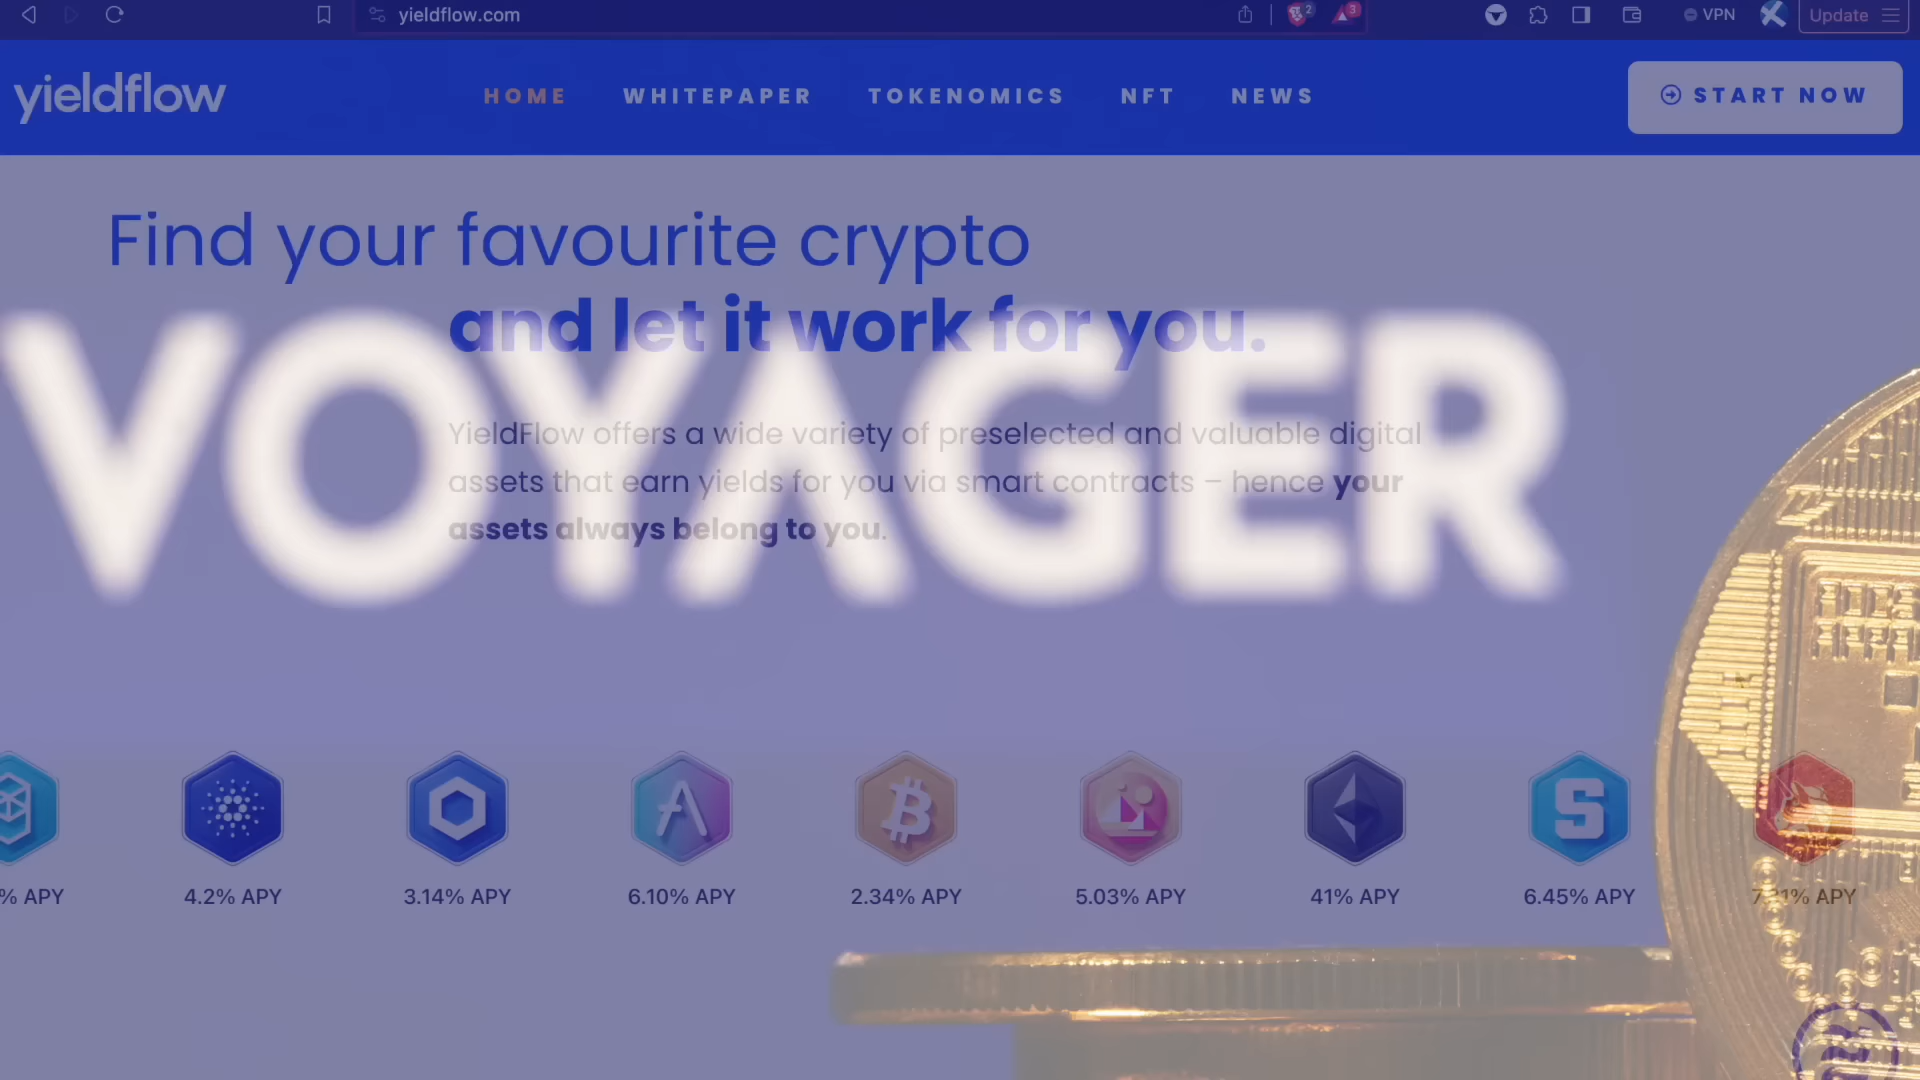 yieldflow.com
2
3
VPN
Update
yieldflow
HOME
WHITEPAPER
TOKENOMICS
NFT
NEWS
START NOW
Find your favourite crypto
and let it work for you.
VOYAGER
YieldFlow offers a wide variety of preselected and valuable digital
assets that earn yields for you via smart contracts – hence your
assets always belong to you.
% APY
4.2% APY
3.14% APY
6.10% APY
2.34% APY
5.03% APY
41% APY
6.45% APY
APY